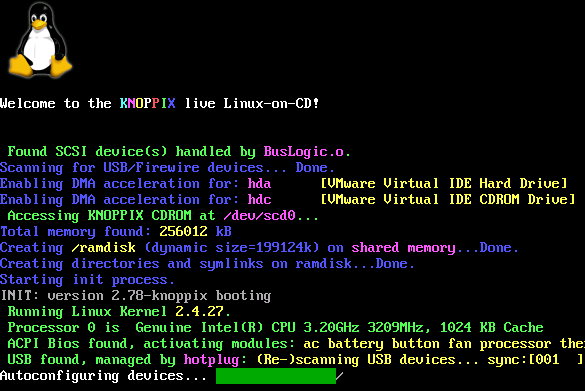 Welcome to the KNOPPIX live Linux-on-CD!
Found SCSI device(s) handled by BusLogic.o.
Scanning for USB/Firewire devices... Done.
Enabling DMA acceleration for: hda [VMware Virtual IDE Hard Drive]
Enabling DMA acceleration for: hdc [VMware Virtual IDE CDROM Drive]
Accessing KNOPPIX CDROM at /dev/scd0...
Total memory found: 256012 kB
Creating /ramdisk (dynamic size=199124k) on shared memory...Done.
Creating directories and symlinks on ramdisk...Done.
Starting init process.
INIT: version 2.78-knoppix booting
Running Linux Kernel 2.4.27.
Processor 0 is Genuine Intel(R) CPU 3.20GHz 3209MHz, 1024 KB Cache
ACPI Bios found, activating modules: ac battery button fan processor the
USB found, managed by hotplug: (Re-)scanning USB devices... sync:[001 ]
Autoconfiguring devices... /